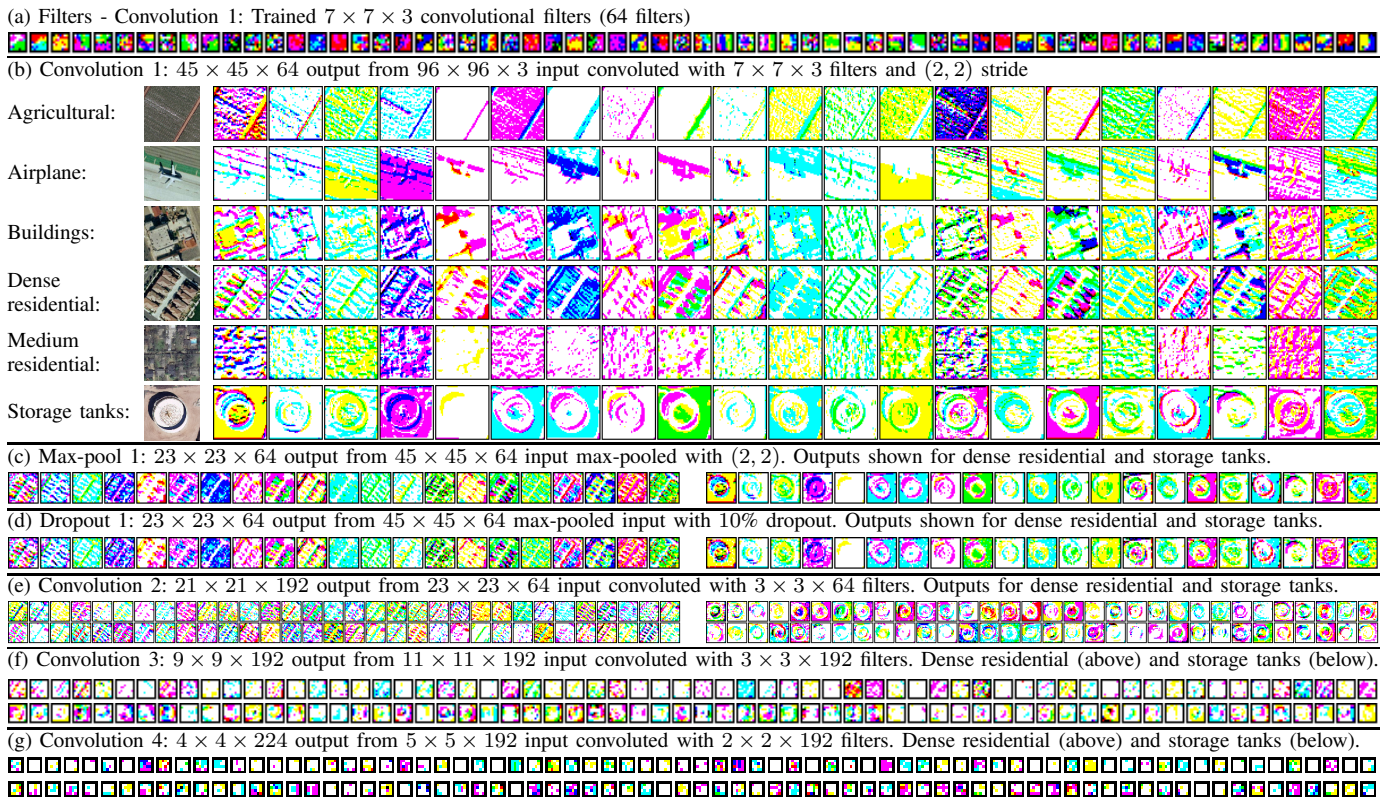 (a) Filters - Convolution 1: Trained 7 × 7 × 3 convolutional filters (64 filters)
(b) Convolution 1: 45 × 45 × 64 output from 96 × 96 × 3 input convoluted with 7 × 7 × 3 filters and (2, 2) stride
Agricultural:
Airplane:
Buildings:
Dense
residential:
Medium
residential:
Storage tanks:
(c) Max-pool 1: 23 × 23 × 64 output from 45 × 45 × 64 input max-pooled with (2, 2). Outputs shown for dense residential and storage tanks.
(d) Dropout 1: 23 × 23 × 64 output from 45 × 45 × 64 max-pooled input with 10% dropout. Outputs shown for dense residential and storage tanks.
(e) Convolution 2: 21 × 21 × 192 output from 23 × 23 × 64 input convoluted with 3 × 3 × 64 filters. Outputs for dense residential and storage tanks.
(f) Convolution 3: 9 × 9 × 192 output from 11 × 11 × 192 input convoluted with 3 × 3 × 192 filters. Dense residential (above) and storage tanks (below).
(g) Convolution 4: 4 × 4 × 224 output from 5 × 5 × 192 input convoluted with 2 × 2 × 192 filters. Dense residential (above) and storage tanks (below).